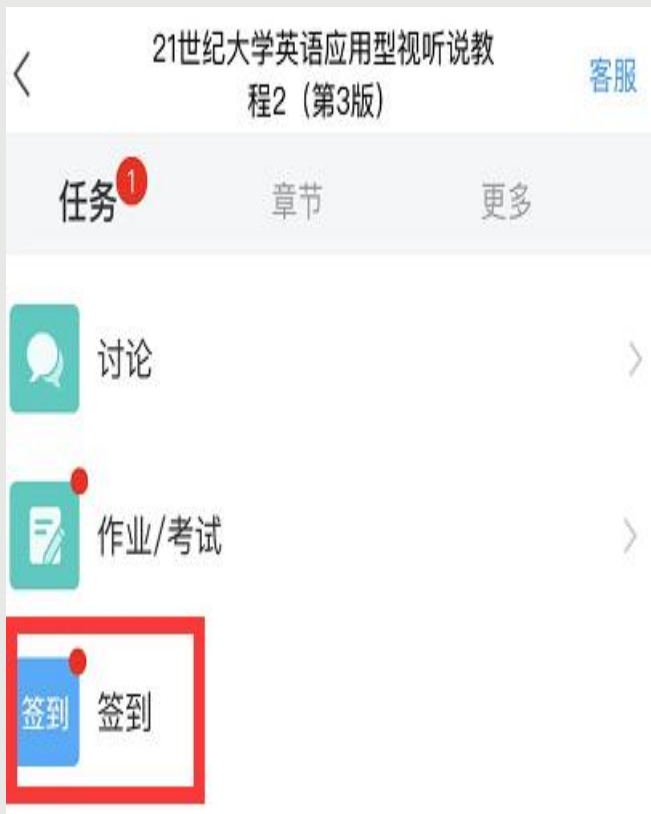 21世纪大学英语应用型视听说教
程2（第3版）
客服
任务 1
章节
更多
讨论
作业/考试
签到 签到